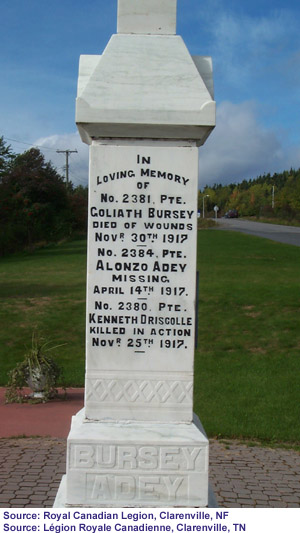 IN
LOVING MEMORY
OF
NO. 2381, PTE.
GOLIATH BURSEY
DIED OF WOUNDS
NOVR 30TH 1917
NO. 2384, PTE.
ALONZO ADEY
MISSING
APRIL 14TH 1917.
NO. 2380, PTE.
KENNETH DRISCOLLE
KILLED IN ACTION
NOVR 25TH 1917.
BURSEY
ADEY
Source: Royal Canadian Legion, Clarenville, NF
Source: Légion Royale Canadienne, Clarenville, TN